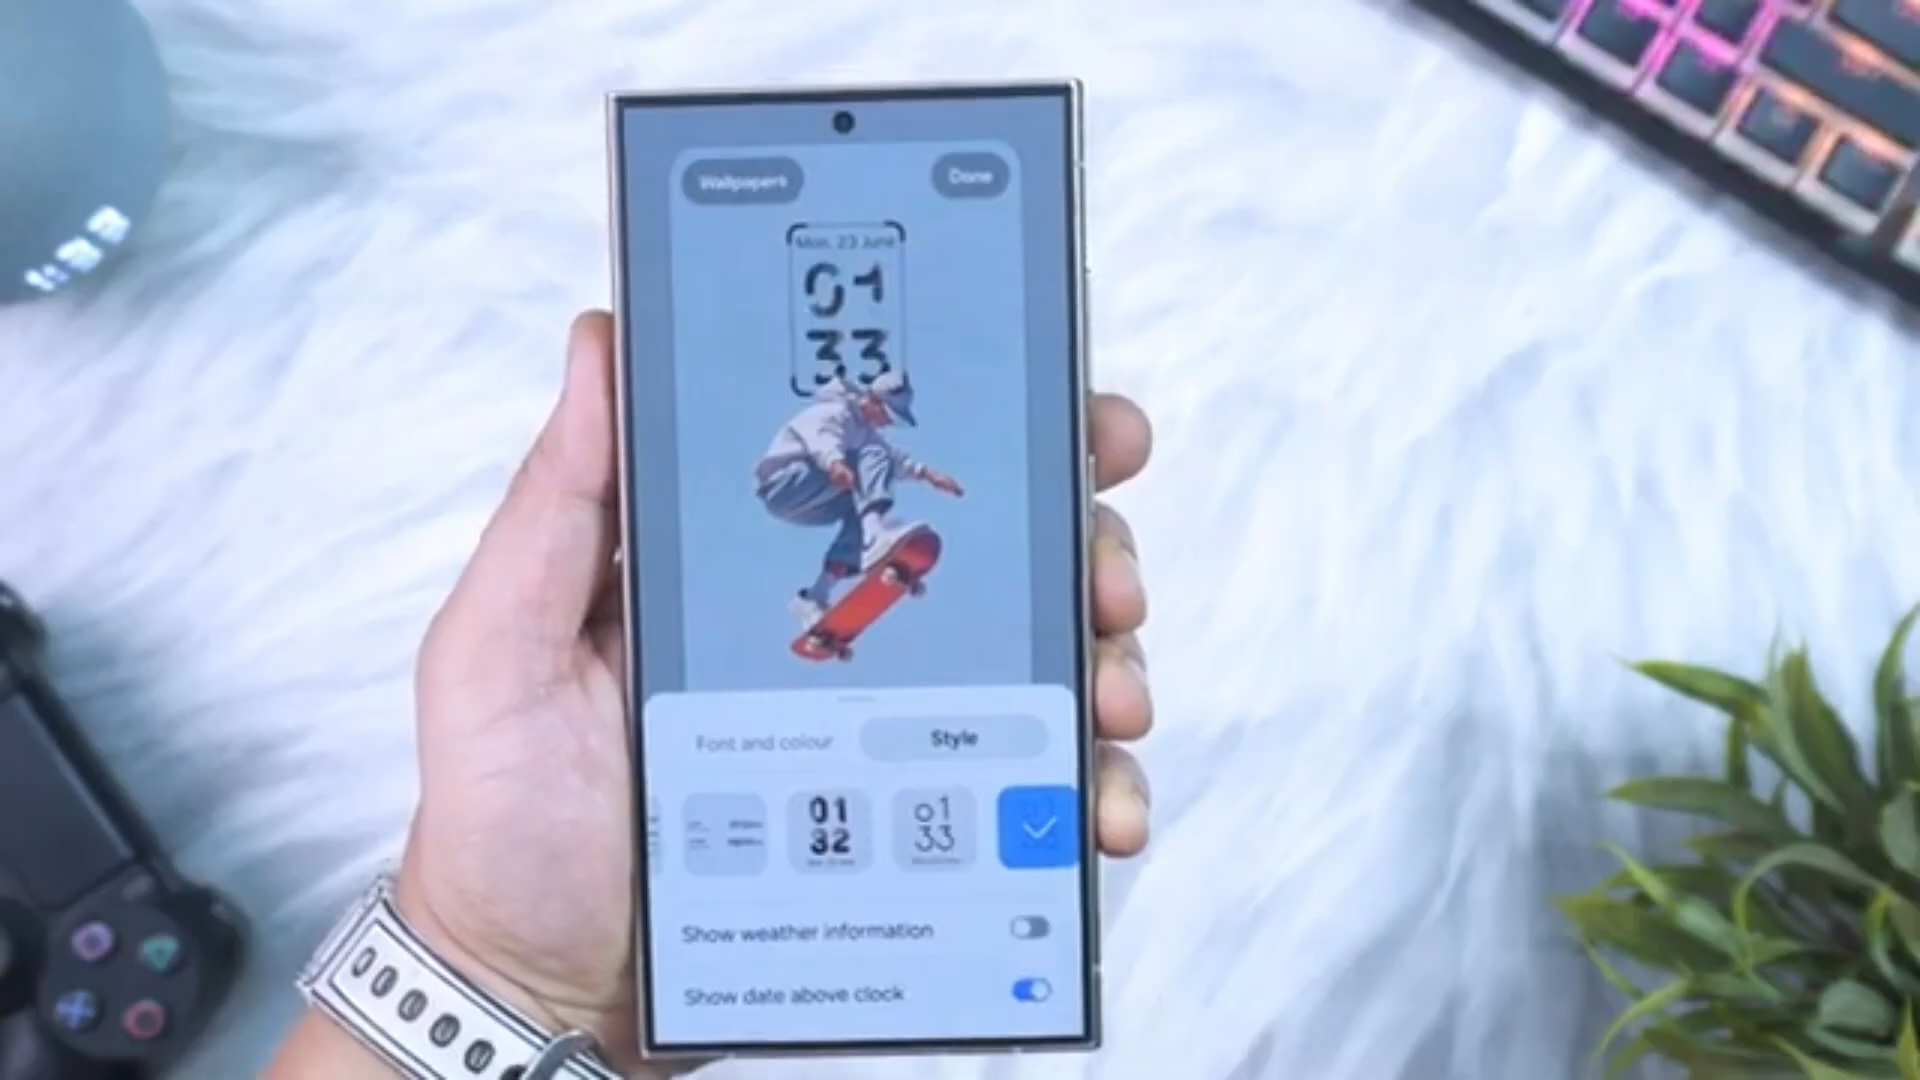 Wallpapers
Done
Mon, 23 June
01
33
Font and colour
Style
01
32
01
33
Show weather information
Show date above clock